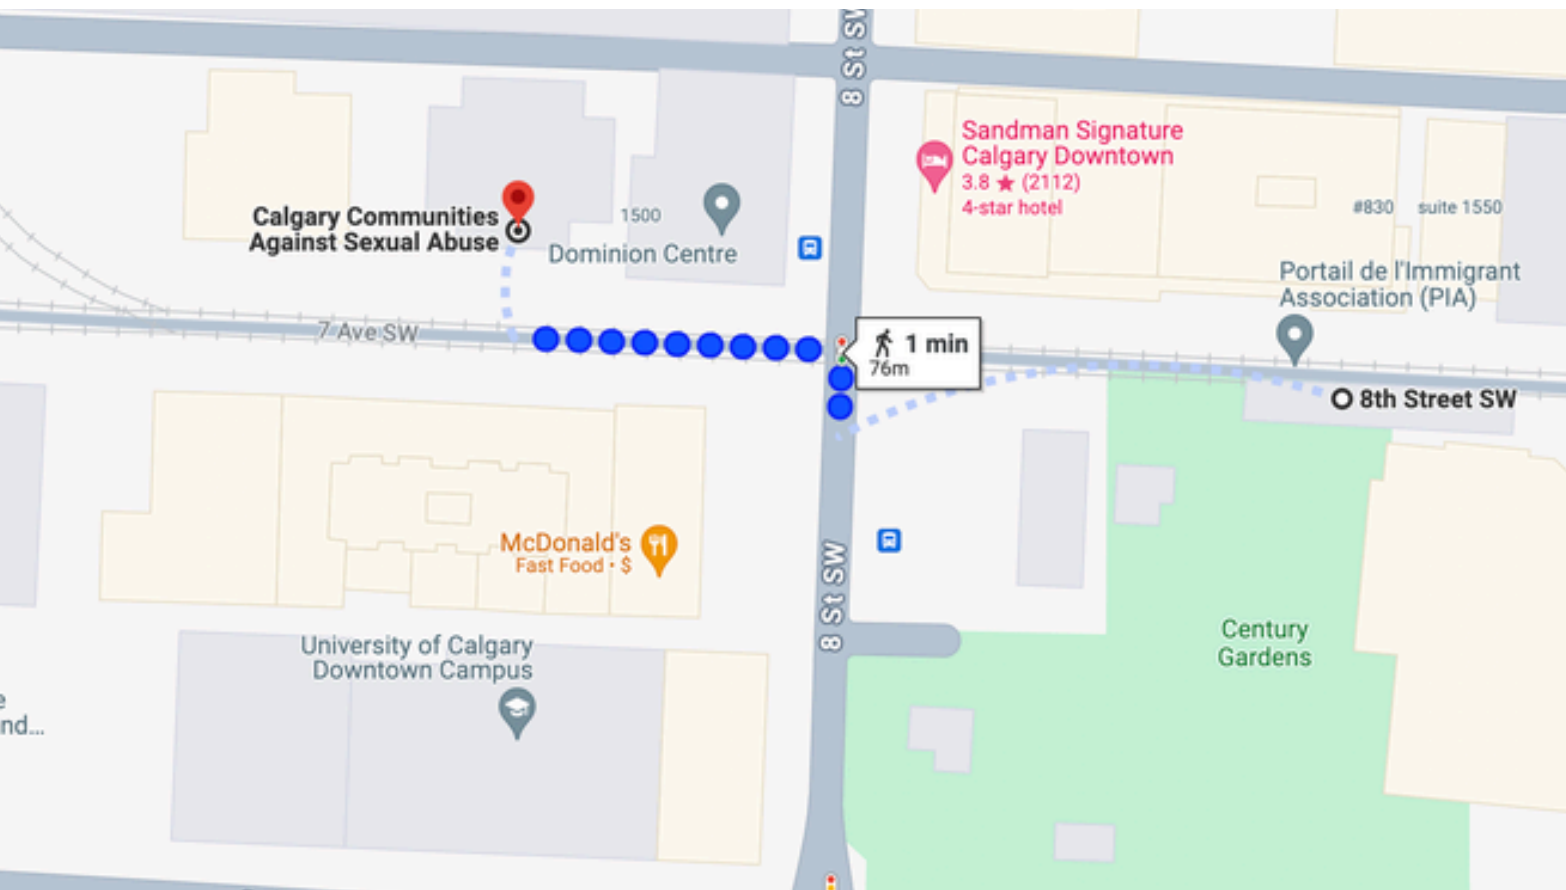 8 St SW
Sandman Signature
Calgary Downtown
3.8 ★ (2112)
4-star hotel
#830
suite 1550
Calgary Communities
Against Sexual Abuse
1500
Dominion Centre
Portail de l'Immigrant
Association (PIA)
7 Ave SW
1 min
76m
8th Street SW
McDonald's
Fast Food • $
8 St SW
University of Calgary
Downtown Campus
Century
Gardens
nd...